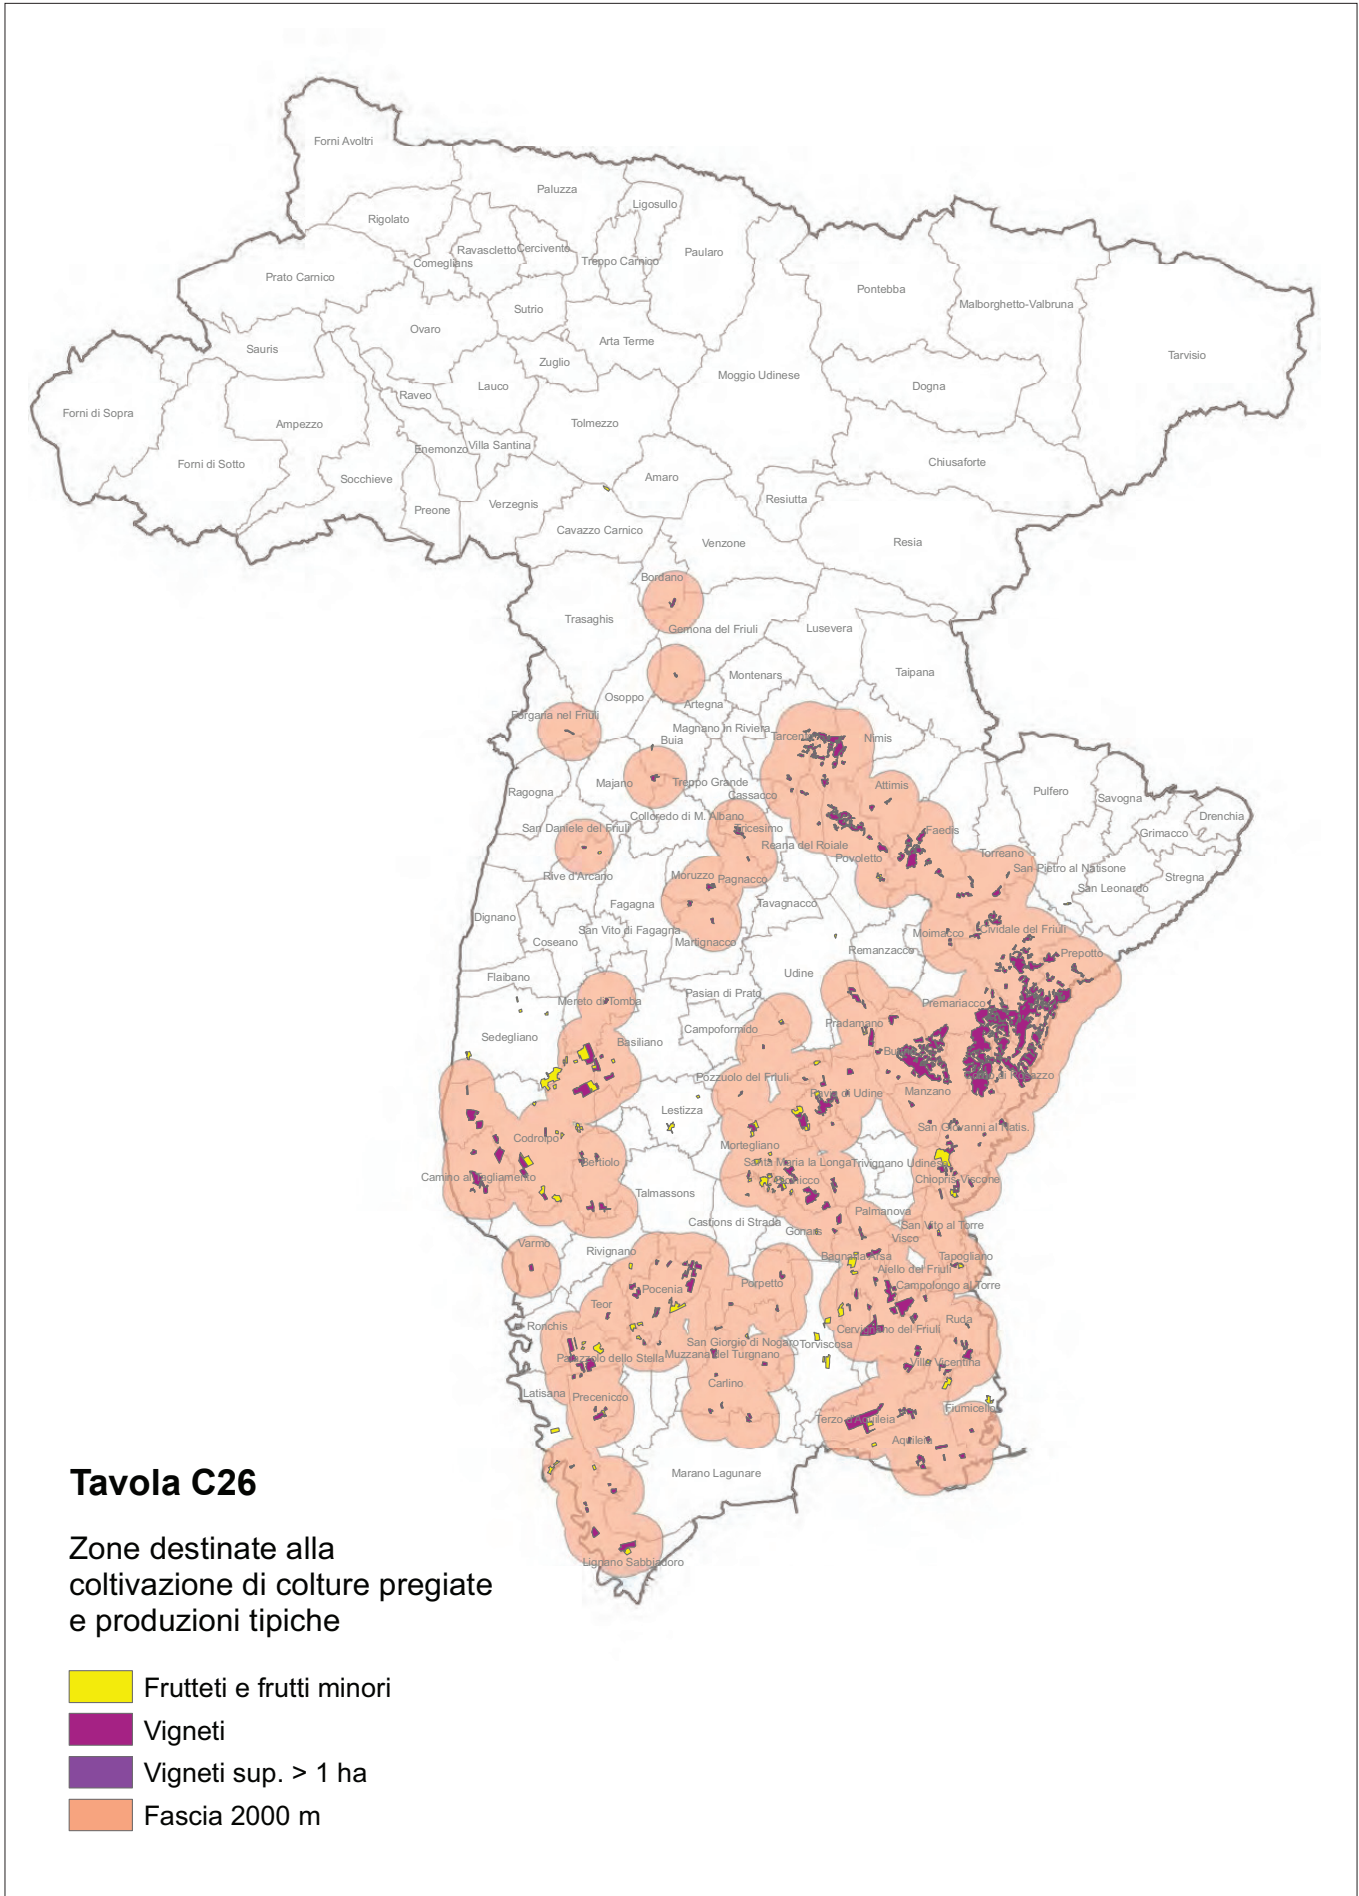 Forni Avoltri
Paluzza
Ligosullo
Rigolato
Ravascletto
Cercivente
Paularo
Comeglians
Treppo Carnico
Prato Carnico
Pontebba
Malborghetto-Valbruna
Sutrio
Ovaro
Arta Terme
Sauris
Tarvisio
Zuglio
Moggio Udinese
Lauco
Dogna
Raveo
Forni di Sopra
Ampezzo
Tolmezzo
Enemonzo
Villa Santina
Forni di Sotto
Chiusaforte
Socchieve
Amaro
Resiutta
Preone
Verzegnis
Cavazzo Carnico
Venzone
Resia
Bordano
Trasaghis
Gemona del Friuli
Lusevera
Montenars
Taipana
Osoppo
Artegna
Forgaria nel Friuli
Magnano in Riviera
Buia
Tarcento
Nimis
Majano
Treppo Grande
Attimis
Ragogna
Cassacco
Pulfero
Savogna
Colloredo di M. Albano
Drenchia
San Daniele del Friuli
Tricesimo
Faedis
Grimacco
Reana del Roiale
Povoletto
Torreano
San Pietro al Natisone
Rive d'Arcano
Moruzzo
Pagnacco
Stregna
San Leonardo
Fagagna
Tavagnacco
Dignano
San Vito di Fagagna
Coseano
Martignacco
Moimacco
Cividale del Friuli
Remanzacco
Prepotto
Flaibano
Udine
Mereto di Tomba
Pasian di Prato
Premariacco
Sedegliano
Basiliano
Campoformido
Pradamano
Pozzuolo del Friuli
Pavia di Udine
Manzano
Lestizza
San Giovanni al Natis.
Codroipo
Mortegliano
Bertiolo
Santa Maria la Longa
Trivignano Udinese
Camino al Tagliamento
Chiopris-Viscone
Talmassons
Palmanova
Castions di Strada
San Vito al Torre
Gonars
Visco
Varmo
Rivignano
Bagnaria Arsa
Tapogliano
Aiello del Friuli
Pocenia
Porpetto
Campolongo al Torre
Teor
Ruda
Ronchis
Cervignano del Friuli
San Giorgio di Nogaro
Torviscosa
Palazzolo dello Stella
Muzzana del Turgnano
Villa Vicentina
Carlino
Latisana
Precenicco
Fiumicello
Terzo d'Aquileia
Aquileia
Marano Lagunare
Lignano Sabbiadoro
Tavola C26
Zone destinate alla
coltivazione di colture pregiate
e produzioni tipiche
Frutteti e frutti minori
Vigneti
Vigneti sup. > 1 ha
Fascia 2000 m